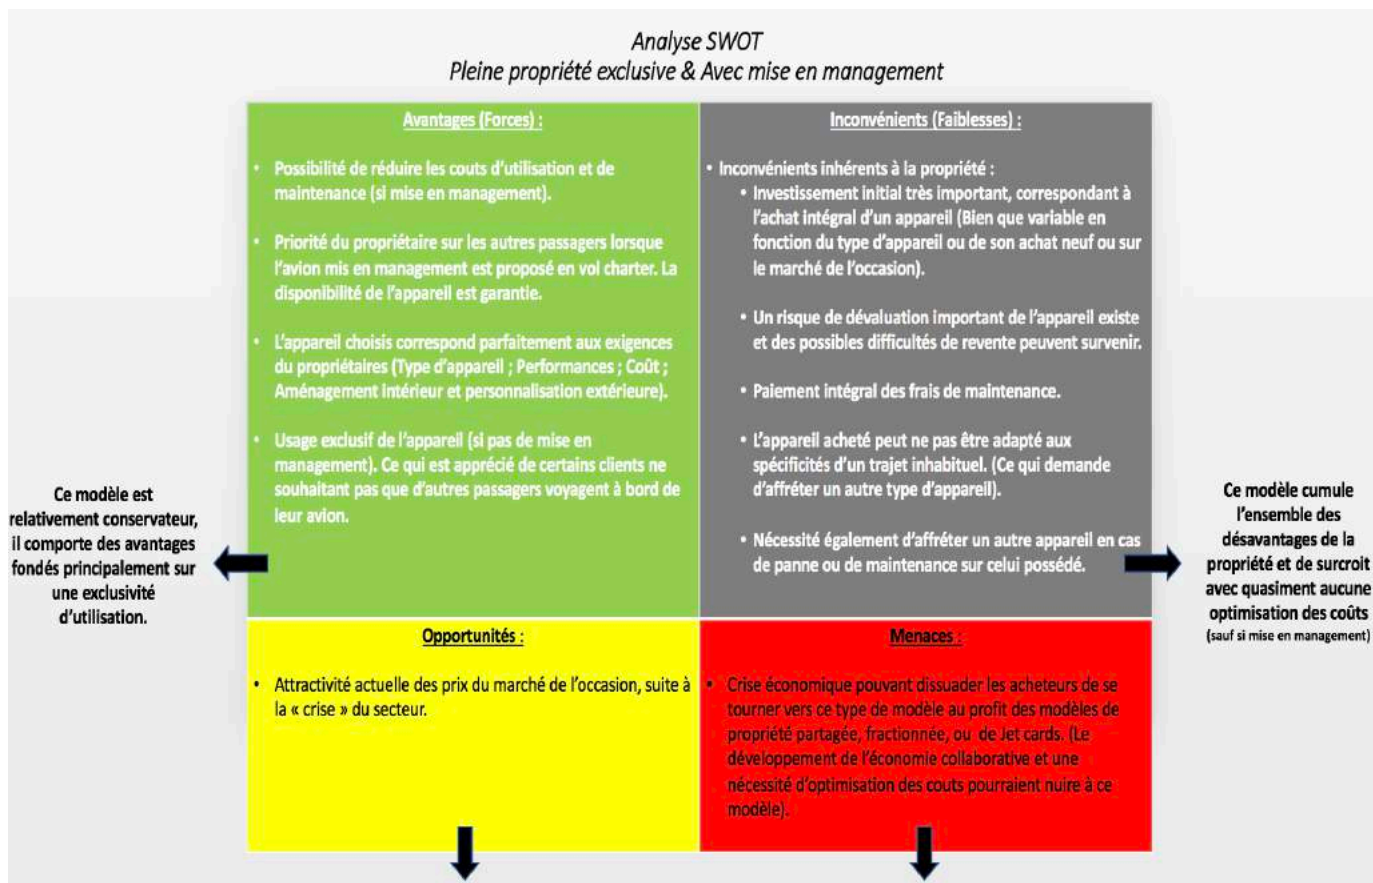 Analyse SWOT
Pleine propriété exclusive & Avec mise en management
Avantages (Forces) :
• Possibilité de réduire les couts d'utilisation et de
maintenance (si mise en management).
• Priorité du propriétaire sur les autres passagers lorsque
l'avion mis en management est proposé en vol charter. La
disponibilité de l'appareil est garantie.
• L'appareil choisis correspond parfaitement aux exigences
du propriétaires (Type d'appareil ; Performances ; Coût ;
Aménagement intérieur et personnalisation extérieure).
• Usage exclusif de l'appareil (si pas de mise en
management). Ce qui est apprécié de certains clients ne
souhaitant pas que d'autres passagers voyagent à bord de
leur avion.
Inconvénients (Faiblesses) :
• Inconvénients inhérents à la propriété :
• Investissement initial très important, correspondant à
l'achat intégral d'un appareil (Bien que variable en
fonction du type d'appareil ou de son achat neuf ou sur
le marché de l'occasion).
• Un risque de dévaluation important de l'appareil existe
et des possibles difficultés de revente peuvent survenir.
• Paiement intégral des frais de maintenance.
• L'appareil acheté peut ne pas être adapté aux
spécificités d'un trajet inhabituel. (Ce qui demande
d'affréter un autre type d'appareil).
• Nécessité également d'affréter un autre appareil en cas
de panne ou de maintenance sur celui possédé.
Ce modèle est
relativement conservateur,
il comporte des avantages
fondés principalement sur
une exclusivité
d'utilisation.
Ce modèle cumule
l'ensemble des
désavantages de la
propriété et de surcroit
avec quasiment aucune
optimisation des coûts
(sauf si mise en management)
Opportunités :
• Attractivité actuelle des prix du marché de l'occasion, suite à
la « crise » du secteur.
Menaces :
• Crise économique pouvant dissuader les acheteurs de se
tourner vers ce type de modèle au profit des modèles de
propriété partagée, fractionnée, ou de Jet cards. (Le
développement de l'économie collaborative et une
nécessité d'optimisation des couts pourraient nuire à ce
modèle).